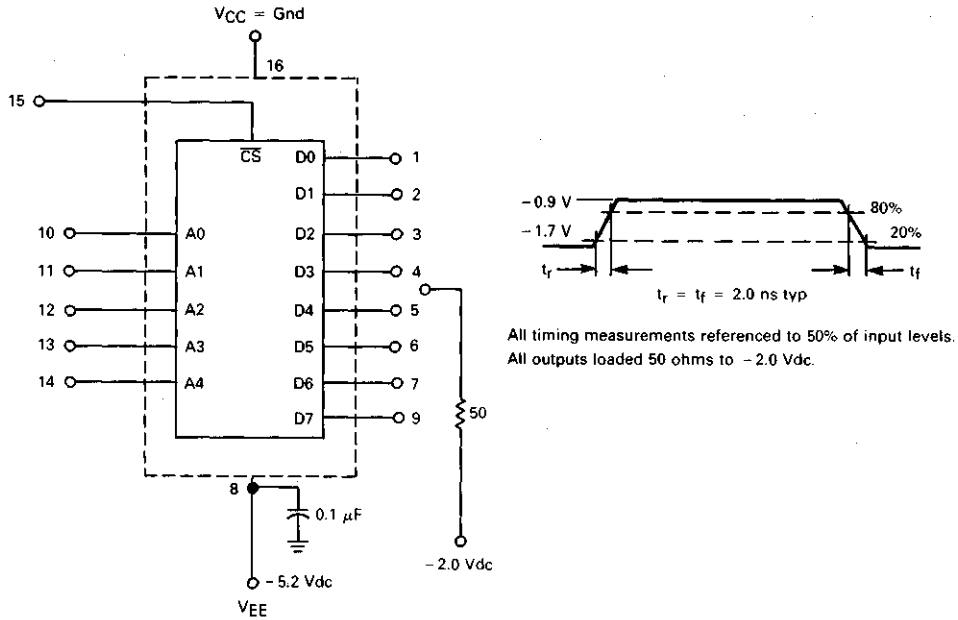 VCC = Gnd
16
15
CS
D0 1
D1 2
10 A0 D2 3
11 A1 D3 4
12 A2 D4 5
13 A3 D5 6
14 A4 D6 7
D7 9
50
8
0.1 μF
-2.0 Vdc
-5.2 Vdc
VEE
-0.9 V
80%
-1.7 V
20%
tr
tf
tr = tf = 2.0 ns typ
All timing measurements referenced to 50% of input levels.
All outputs loaded 50 ohms to -2.0 Vdc.